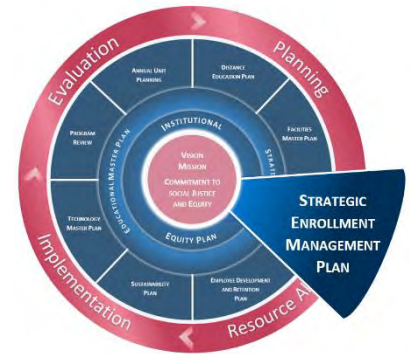 Evaluation
Planning
ANNUAL UNIT
PLANNING
DISTANCE
EDUCATION PLAN
PROGRAM
REVIEW
FACILITIES
MASTER PLAN
EDUCATIONAL MASTER PLAN
INSTITUTIONAL
STRAT
VISION
MISSION
COMMITMENT TO
SOCIAL JUSTICE
AND EQUITY
EQUITY PLAN
STRATEGIC
ENROLLMENT
MANAGEMENT
PLAN
TECHNOLOGY
MASTER PLAN
SUSTAINABILITY
PLAN
EMPLOYEE DEVELOPMENT
AND RETENTION
PLAN
Implementation
Resource Al